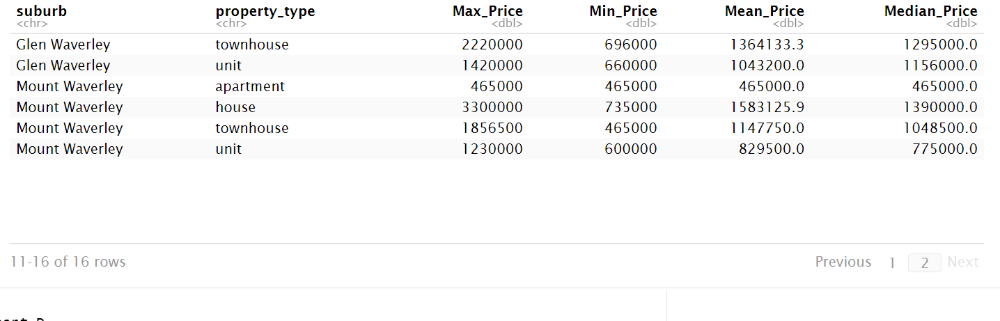 suburb property_type Max_Price Min_Price Mean_Price Median_Price
<chr> <chr> <dbl> <dbl> <dbl> <dbl>
Glen Waverley townhouse 2220000 696000 1364133.3 1295000.0
Glen Waverley unit 1420000 660000 1043200.0 1156000.0
Mount Waverley apartment 465000 465000 465000.0 465000.0
Mount Waverley house 3300000 735000 1583125.9 1390000.0
Mount Waverley townhouse 1856500 465000 1147750.0 1048500.0
Mount Waverley unit 1230000 600000 829500.0 775000.0
11-16 of 16 rows Previous 1 2 Next